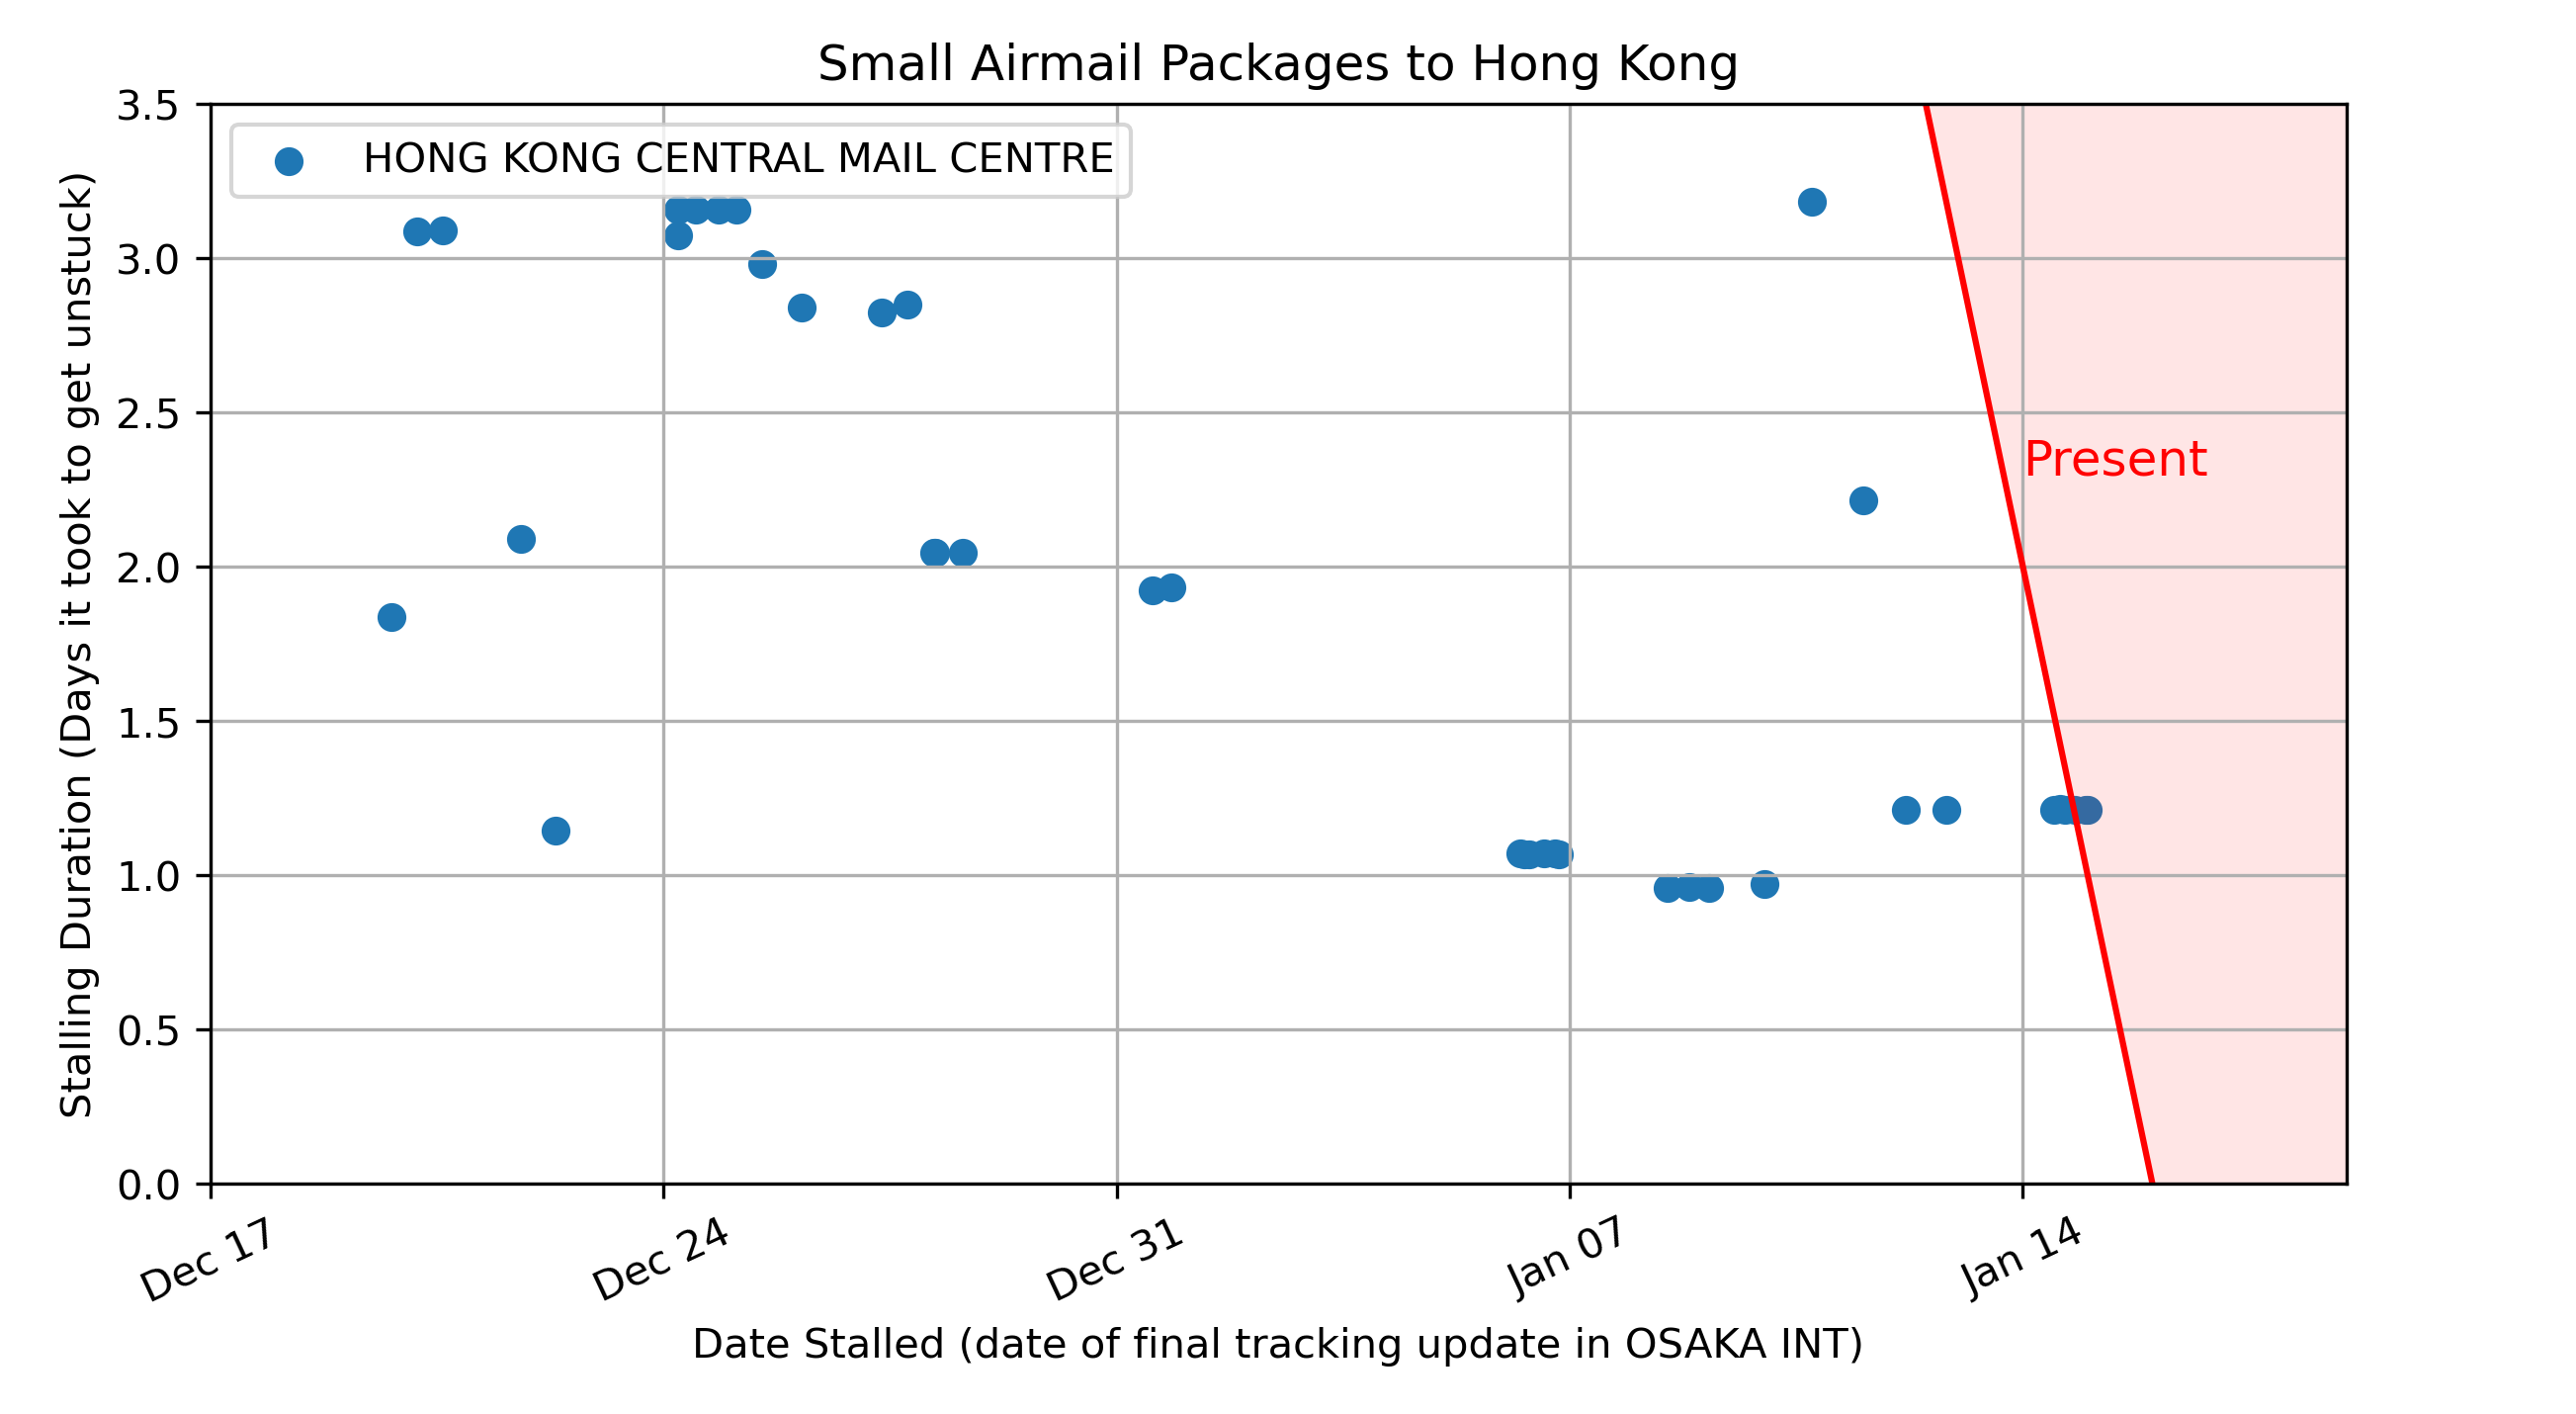 Small Airmail Packages to Hong Kong
HONG KONG CENTRAL MAIL CENTRE
Stalling Duration (Days it took to get unstuck)
3.5
3.0
2.5
2.0
1.5
1.0
0.5
0.0
Present
Dec 17
Dec 24
Dec 31
Jan 07
Jan 14
Date Stalled (date of final tracking update in OSAKA INT)